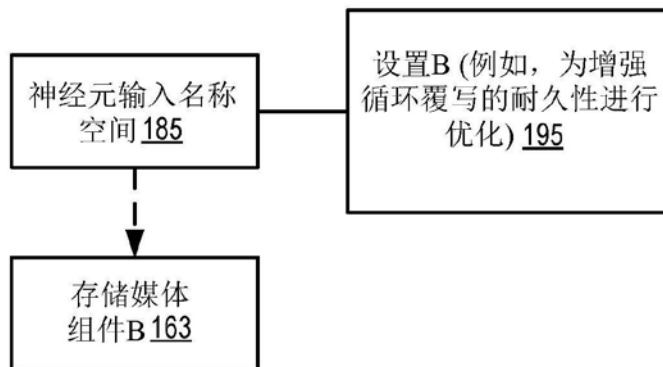 神经元输入名称
空间 185
设置B (例如，为增强
循环覆写的耐久性进行
优化) 195
存储媒体
组件B 163